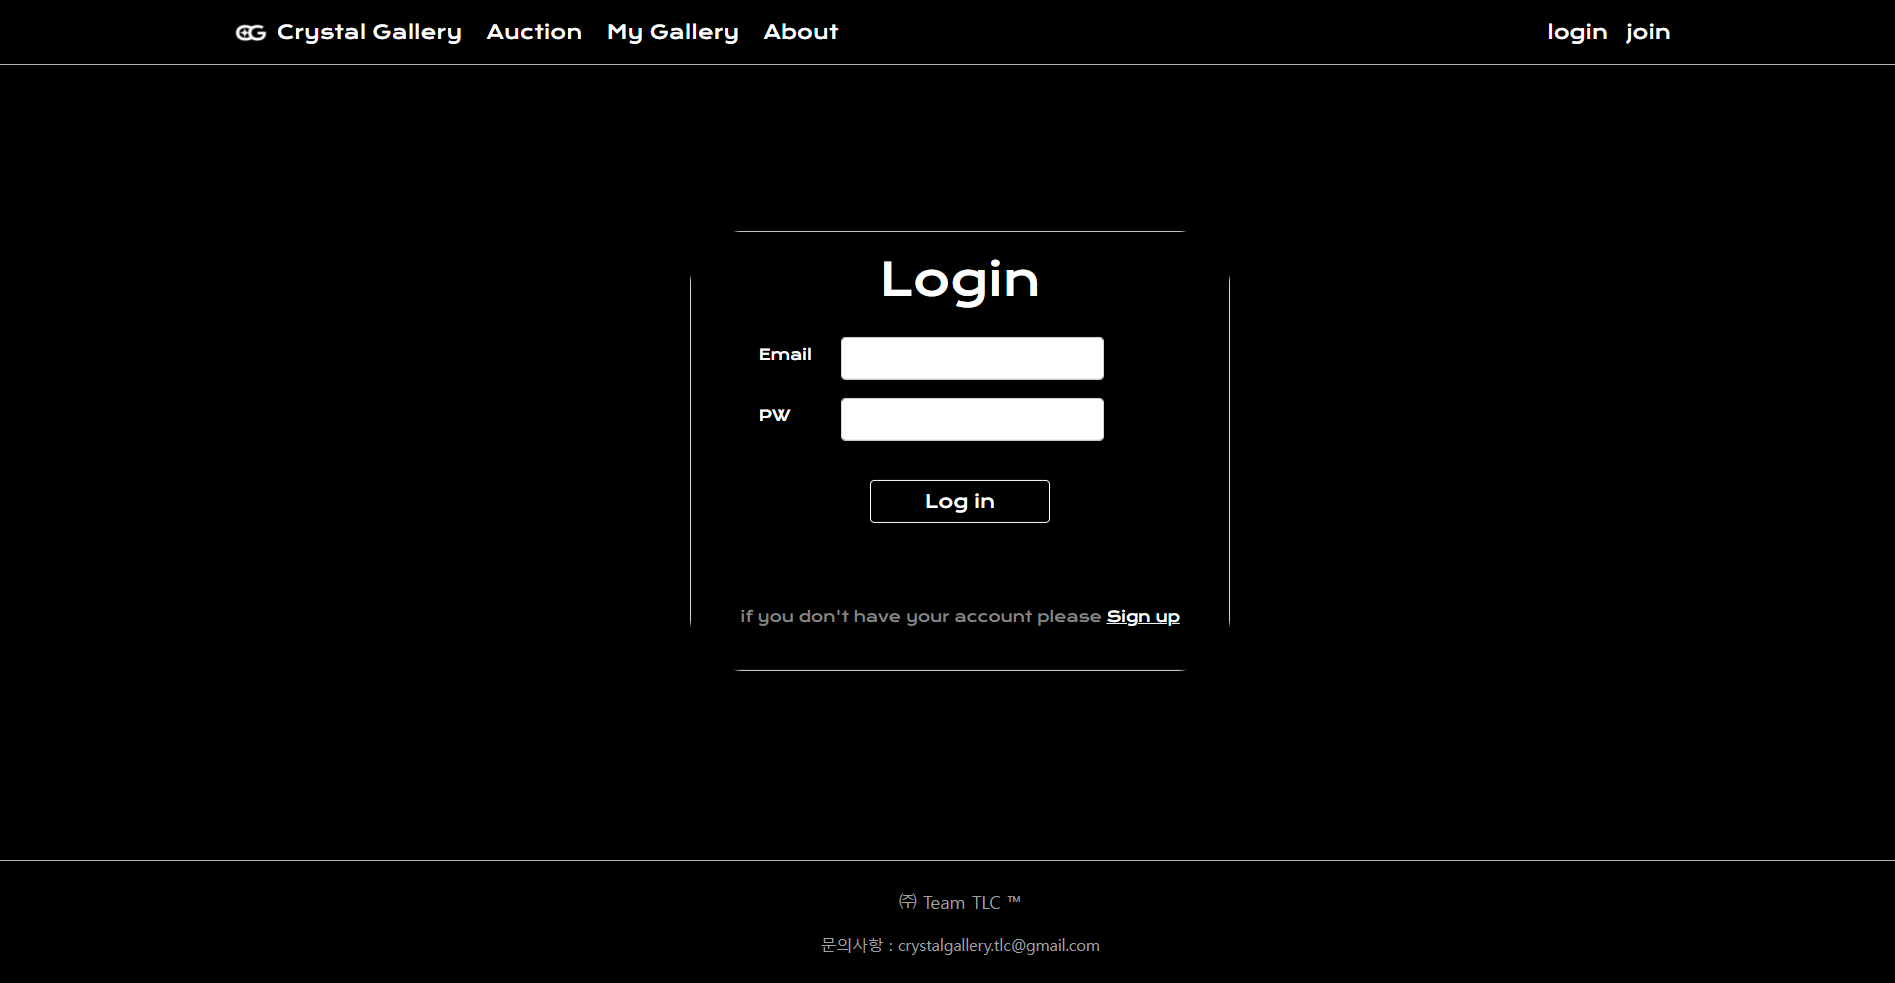 CG Crystal Gallery Auction My Gallery About login join
Login
Email
PW
Log in
if you don't have your account please Sign up
㈜ Team TLC ™
문의사항 : crystalgallery.tlc@gmail.com